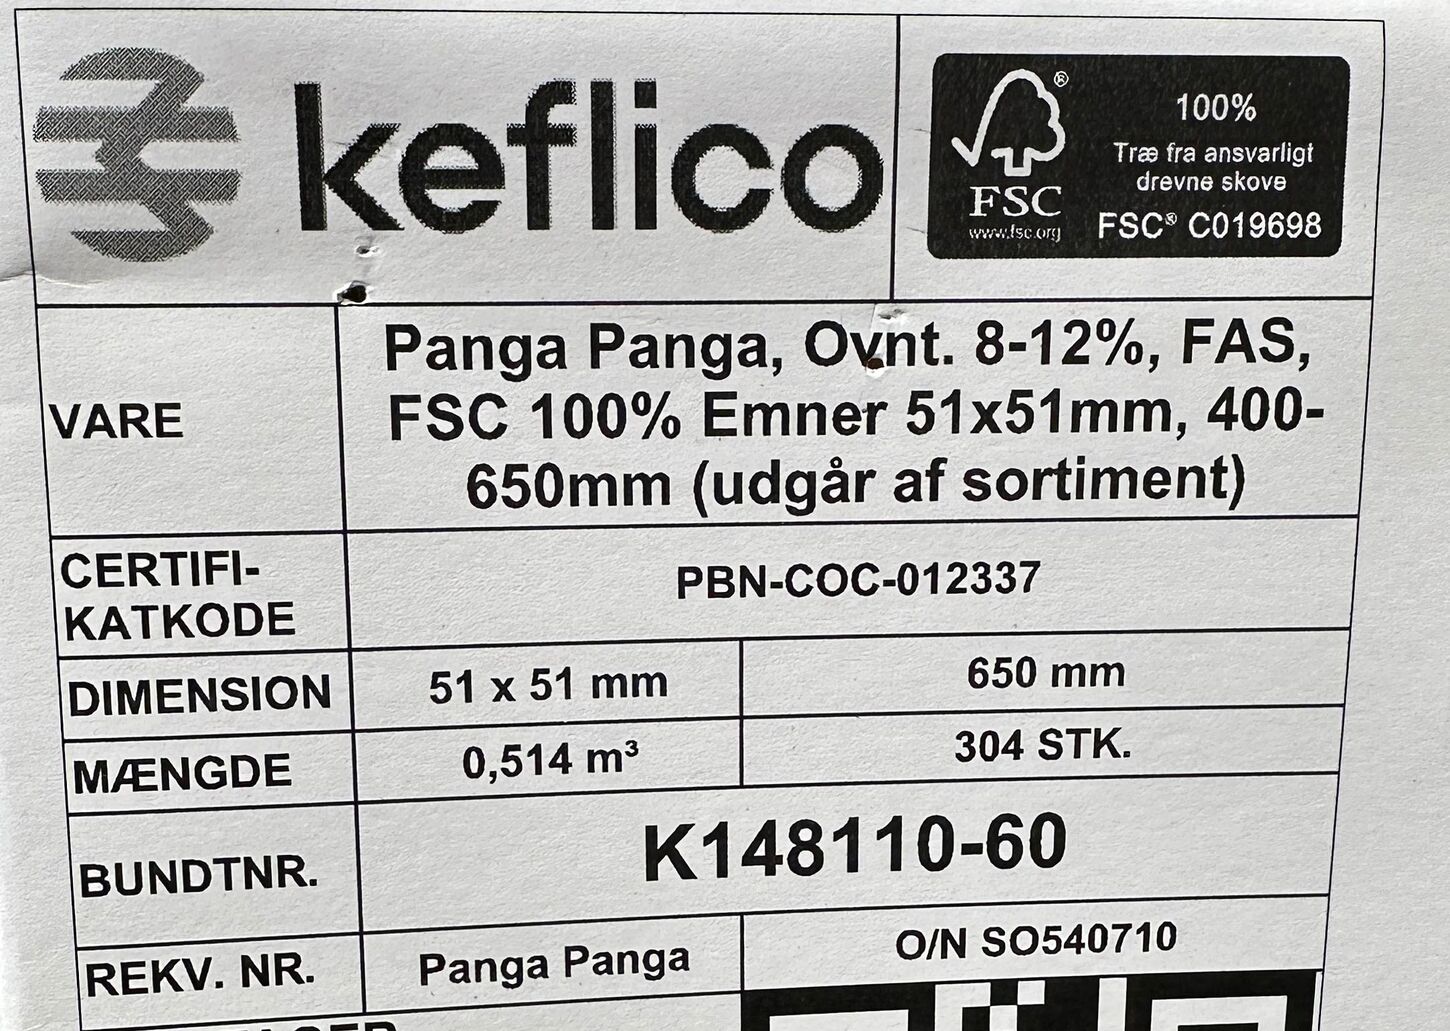 keflico
100%
Træ fra ansvarligt
drevne skove
FSC® C019698
FSC
www.fsc.org
®
VARE
Panga Panga, Ovnt. 8-12%, FAS,
FSC 100% Emner 51x51mm, 400-
650mm (udgår af sortiment)
CERTIFI-
KATKODE
PBN-COC-012337
DIMENSION
51 x 51 mm
650 mm
MÆNGDE
0,514 m³
304 STK.
BUNDTNR.
K148110-60
REKV. NR.
Panga Panga
O/N SO540710